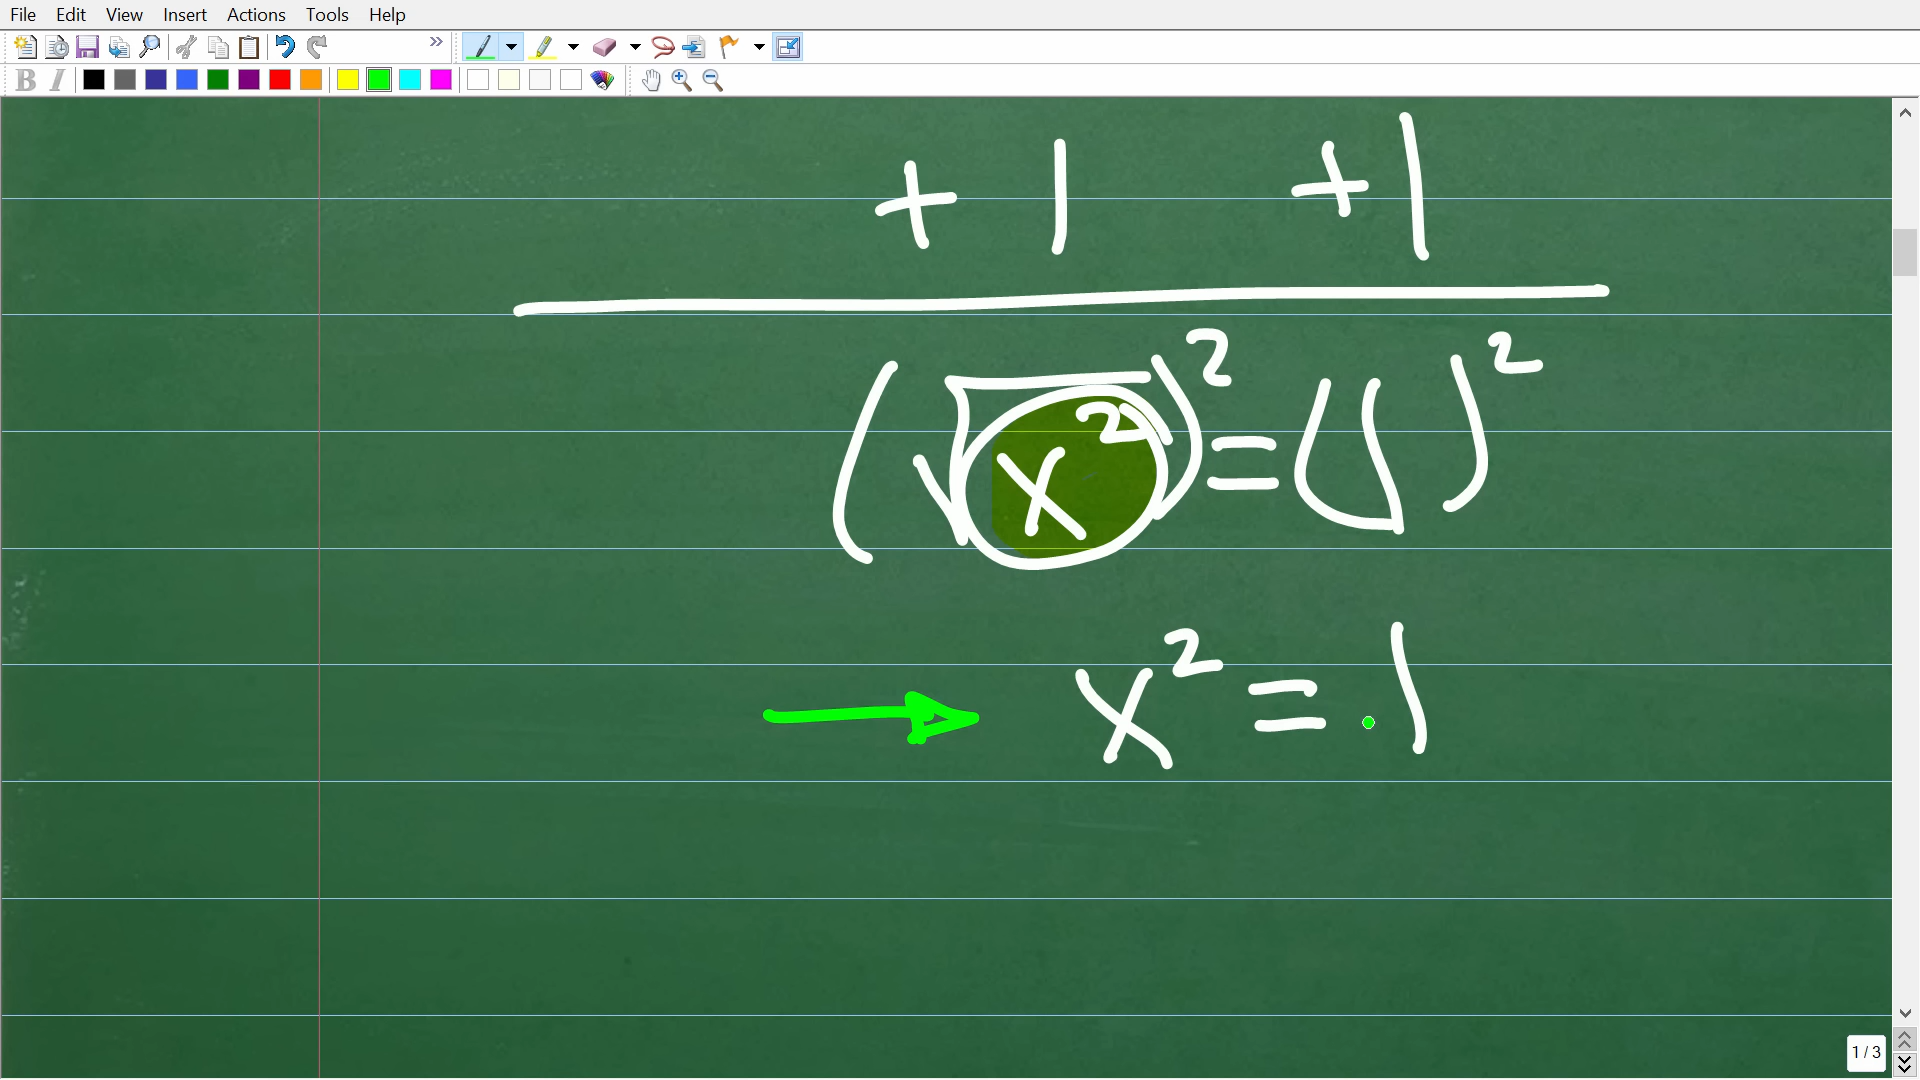 File Edit View Insert Actions Tools Help
B I
+ 1 + 1
(√x²)² = (1)²
x² = 1
1 / 3